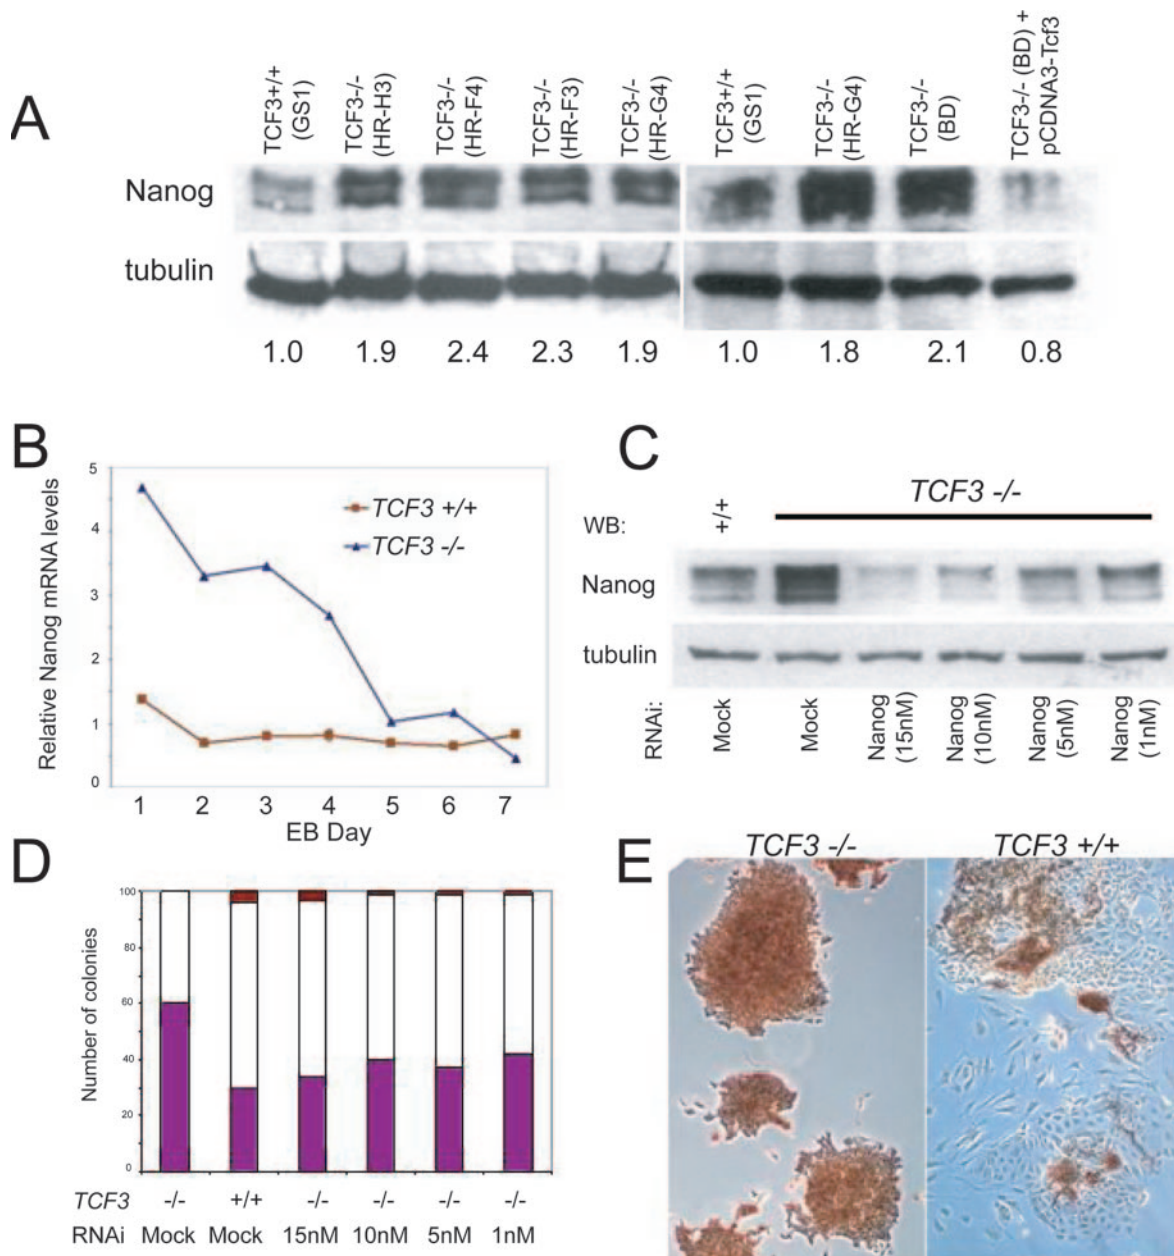 A
TCF3+/+
(GS1)
TCF3-/-
(HR-H3)
TCF3-/-
(HR-F4)
TCF3-/-
(HR-F3)
TCF3-/-
(HR-G4)
TCF3+/+
(GS1)
TCF3-/-
(HR-G4)
TCF3-/-
(BD)
TCF3-/- (BD) +
pCDNA3-Tcf3
Nanog
tubulin
1.0 1.9 2.4 2.3 1.9 1.0 1.8 2.1 0.8
B
Relative Nanog mRNA levels
5
4
3
2
1
0
TCF3 +/+
TCF3 -/-
1 2 3 4 5 6 7
EB Day
C
TCF3 -/-
WB:
+/+
Nanog
tubulin
RNAi:
Mock
Mock
Nanog
(15nM)
Nanog
(10nM)
Nanog
(5nM)
Nanog
(1nM)
D
Number of colonies
100
80
60
40
20
0
TCF3 -/- +/+ -/- -/- -/- -/-
RNAi Mock Mock 15nM 10nM 5nM 1nM
E
TCF3 -/-
TCF3 +/+